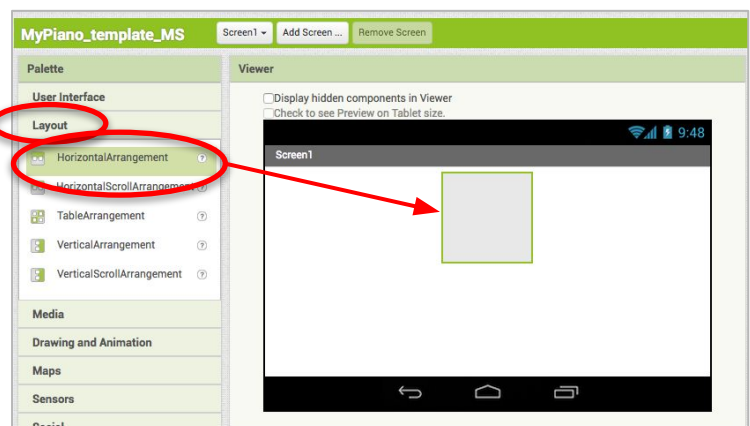 MyPiano_template_MS
Screen1
Add Screen ...
Remove Screen
Palette
User Interface
Layout
HorizontalArrangement
HorizontalScrollArrangement
TableArrangement
VerticalArrangement
VerticalScrollArrangement
Media
Drawing and Animation
Maps
Sensors
Social
Viewer
Display hidden components in Viewer
Check to see Preview on Tablet size.
9:48
Screen1